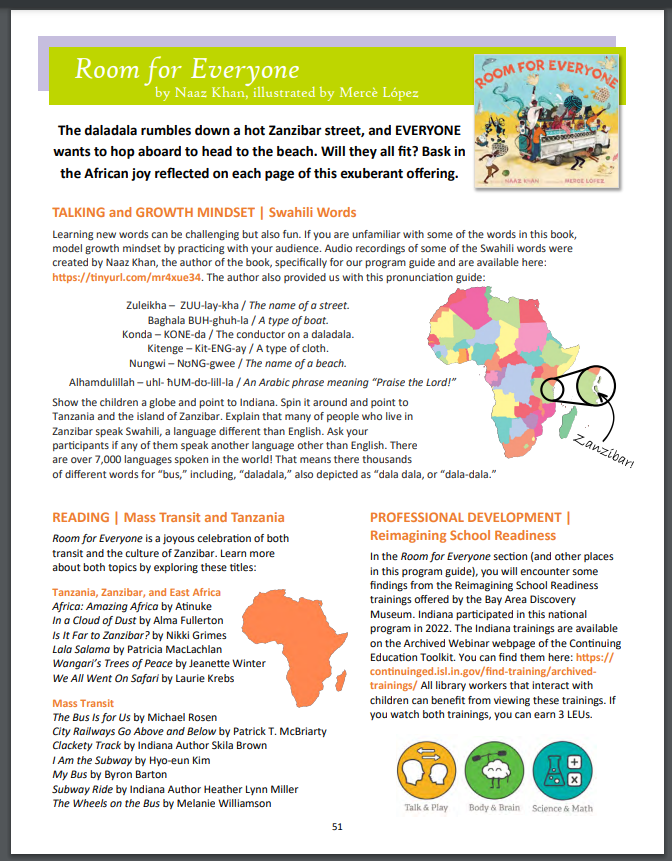 Room for Everyone
by Naaz Khan, illustrated by Mercè López
ROOM FOR EVERYONE
NAAZ KHAN
MERCÈ LÓPEZ
The daladala rumbles down a hot Zanzibar street, and EVERYONE
wants to hop aboard to head to the beach. Will they all fit? Bask in
the African joy reflected on each page of this exuberant offering.
TALKING and GROWTH MINDSET | Swahili Words
Learning new words can be challenging but also fun. If you are unfamiliar with some of the words in this book,
model growth mindset by practicing with your audience. Audio recordings of some of the Swahili words were
created by Naaz Khan, the author of the book, specifically for our program guide and are available here:
https://tinyurl.com/mr4xue34. The author also provided us with this pronunciation guide:
Zuleikha – ZUU-lay-kha / The name of a street.
Baghala BUH-ghuh-la / A type of boat.
Konda – KONE-da / The conductor on a daladala.
Kitenge – Kit-ENG-ay / A type of cloth.
Nungwi – NoNG-gwee / The name of a beach.
Alhamdulillah – uhl- ħUM-do-lill-la / An Arabic phrase meaning “Praise the Lord!”
Show the children a globe and point to Indiana. Spin it around and point to
Tanzania and the island of Zanzibar. Explain that many of people who live in
Zanzibar speak Swahili, a language different than English. Ask your
participants if any of them speak another language other than English. There
are over 7,000 languages spoken in the world! That means there thousands
of different words for “bus,” including, “daladala,” also depicted as “dala dala, or “dala-dala.”
Zanzibar!
READING | Mass Transit and Tanzania
Room for Everyone is a joyous celebration of both
transit and the culture of Zanzibar. Learn more
about both topics by exploring these titles:
Tanzania, Zanzibar, and East Africa
Africa: Amazing Africa by Atinuke
In a Cloud of Dust by Alma Fullerton
Is It Far to Zanzibar? by Nikki Grimes
Lala Salama by Patricia MacLachlan
Wangari’s Trees of Peace by Jeanette Winter
We All Went On Safari by Laurie Krebs
Mass Transit
The Bus Is for Us by Michael Rosen
City Railways Go Above and Below by Patrick T. McBriarty
Clackety Track by Indiana Author Skila Brown
I Am the Subway by Hyo-eun Kim
My Bus by Byron Barton
Subway Ride by Indiana Author Heather Lynn Miller
The Wheels on the Bus by Melanie Williamson
PROFESSIONAL DEVELOPMENT |
Reimagining School Readiness
In the Room for Everyone section (and other places
in this program guide), you will encounter some
findings from the Reimagining School Readiness
trainings offered by the Bay Area Discovery
Museum. Indiana participated in this national
program in 2022. The Indiana trainings are available
on the Archived Webinar webpage of the Continuing
Education Toolkit. You can find them here: https://
continuinged.isl.in.gov/find-training/archived-
trainings/ All library workers that interact with
children can benefit from viewing these trainings. If
you watch both trainings, you can earn 3 LEUs.
Talk & Play
Body & Brain
Science & Math
51